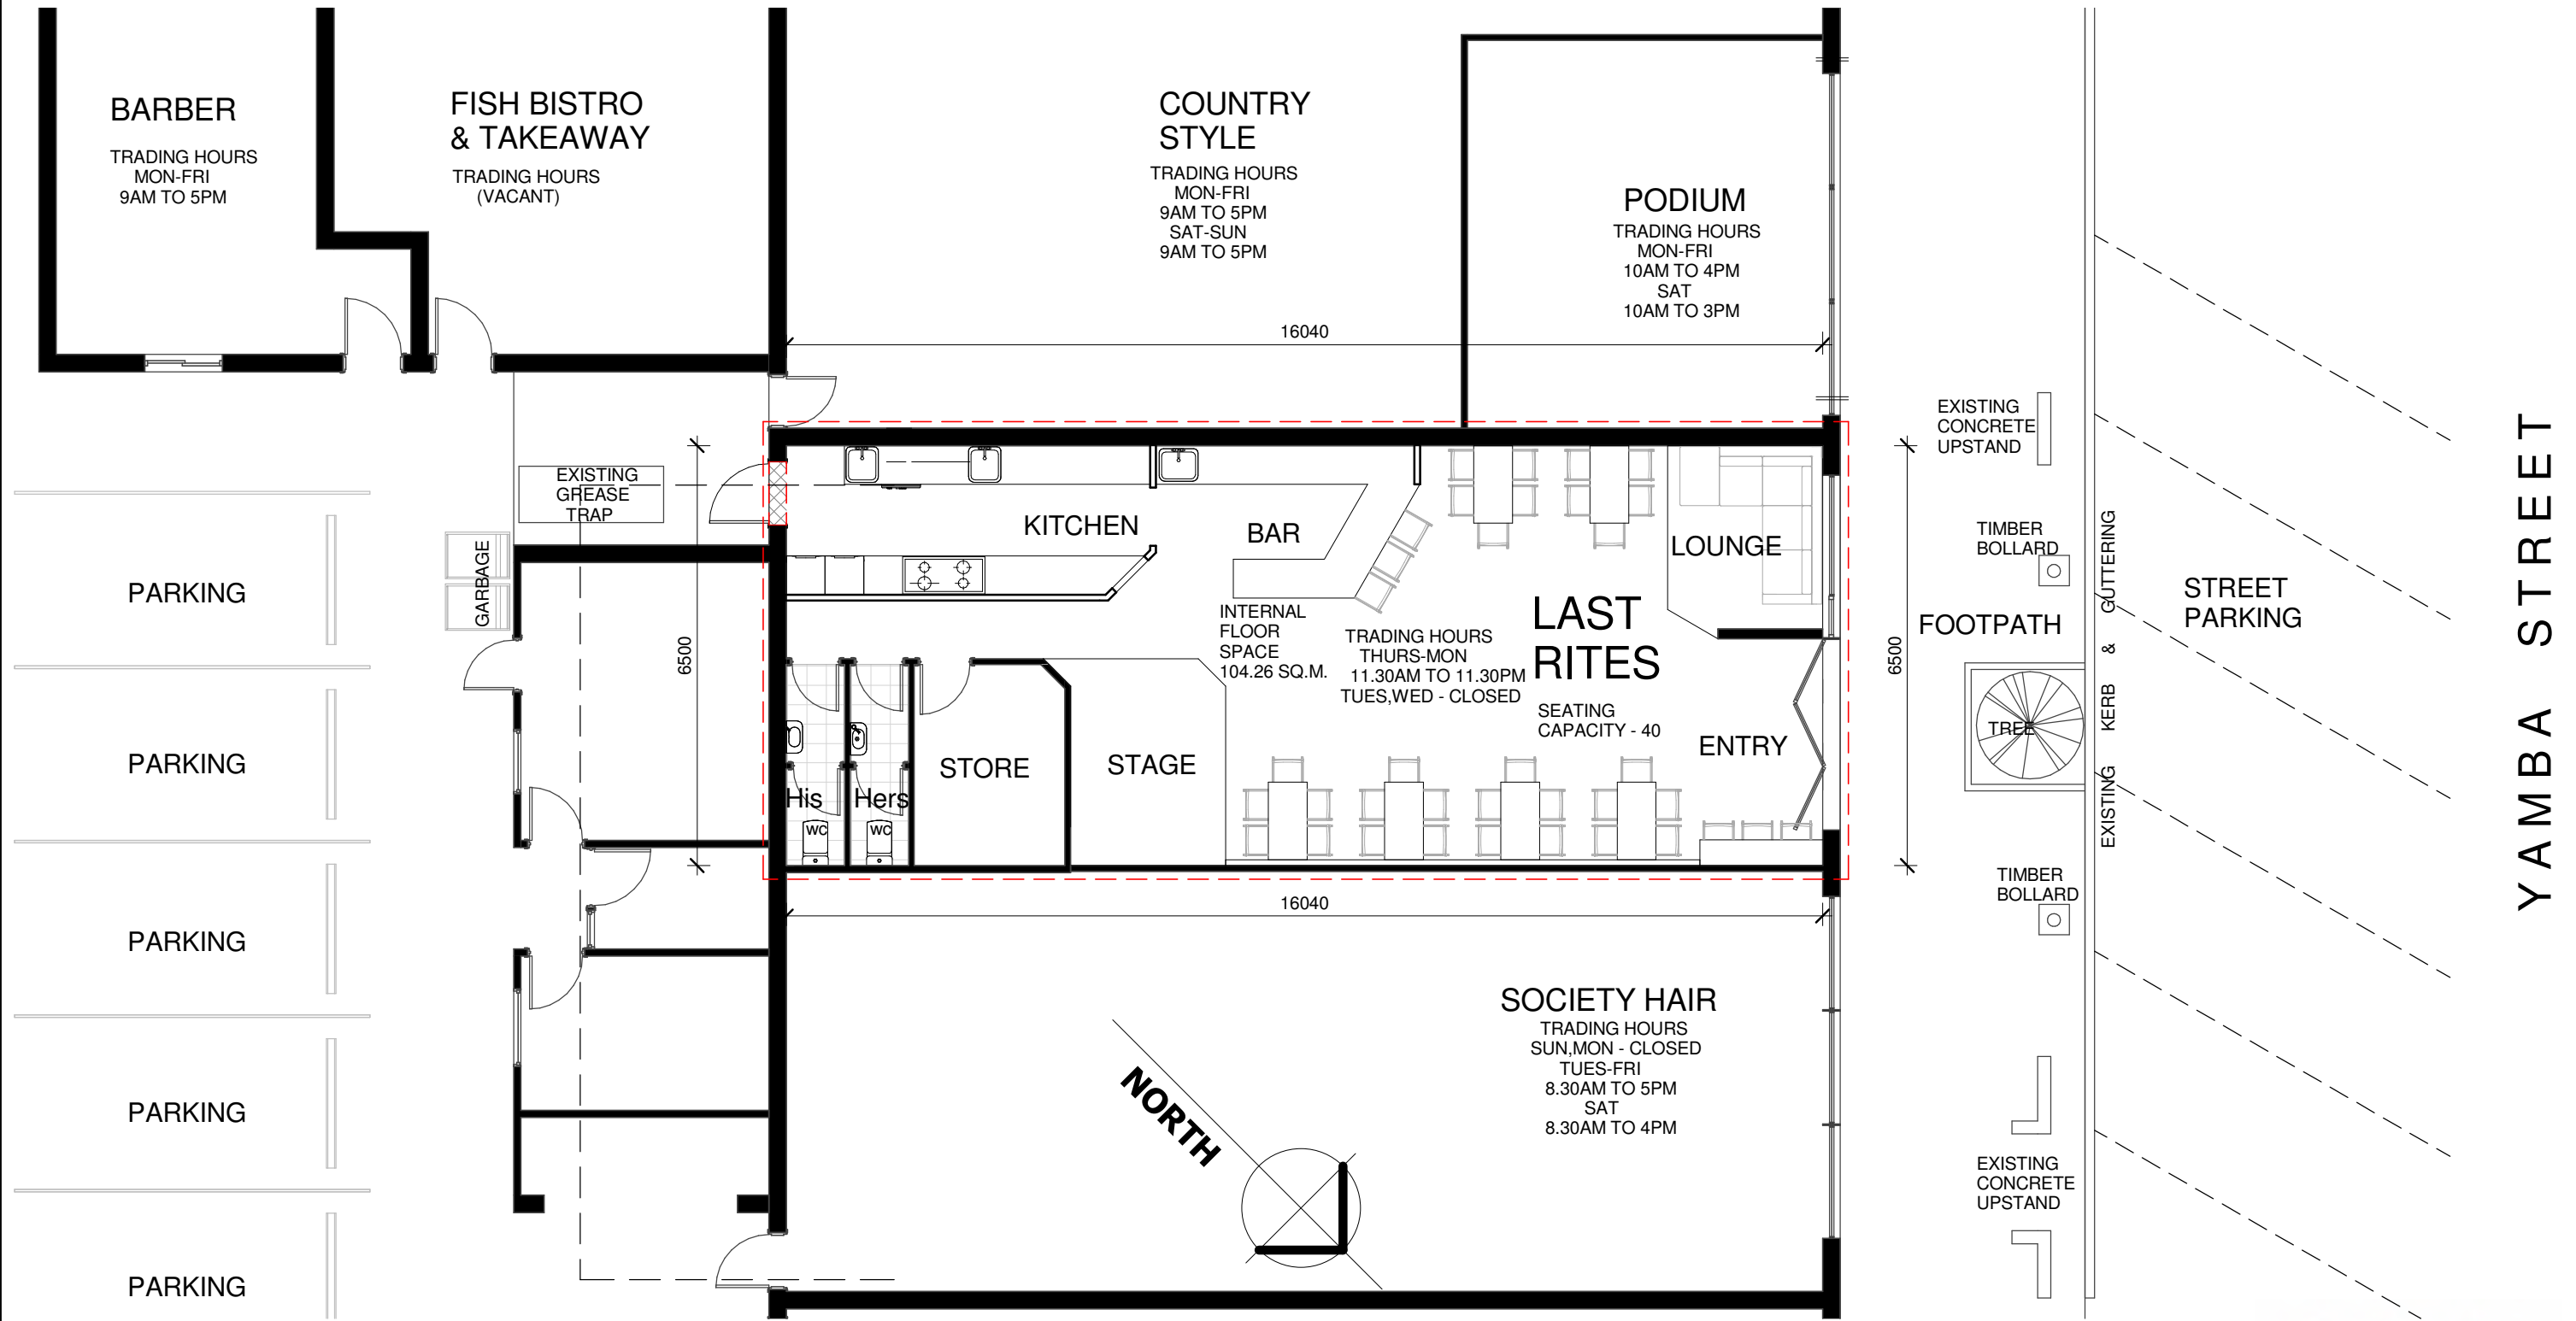 BARBER
TRADING HOURS
MON-FRI
9AM TO 5PM
FISH BISTRO
& TAKEAWAY
TRADING HOURS
(VACANT)
COUNTRY
STYLE
TRADING HOURS
MON-FRI
9AM TO 5PM
SAT-SUN
9AM TO 5PM
PODIUM
TRADING HOURS
MON-FRI
10AM TO 4PM
SAT
10AM TO 3PM
16040
EXISTING
GREASE
TRAP
GARBAGE
6500
KITCHEN
BAR
LOUNGE
INTERNAL
FLOOR
SPACE
104.26 SQ.M.
TRADING HOURS
THURS-MON
11.30AM TO 11.30PM
TUES,WED - CLOSED
LAST
RITES
SEATING
CAPACITY - 40
ENTRY
STORE
STAGE
His
Hers
WC
WC
16040
6500
EXISTING
CONCRETE
UPSTAND
TIMBER
BOLLARD
FOOTPATH
TREE
TIMBER
BOLLARD
EXISTING KERB & GUTTERING
STREET
PARKING
YAMBA STREET
PARKING
PARKING
PARKING
PARKING
PARKING
SOCIETY HAIR
TRADING HOURS
SUN,MON - CLOSED
TUES-FRI
8.30AM TO 5PM
SAT
8.30AM TO 4PM
NORTH
EXISTING
CONCRETE
UPSTAND